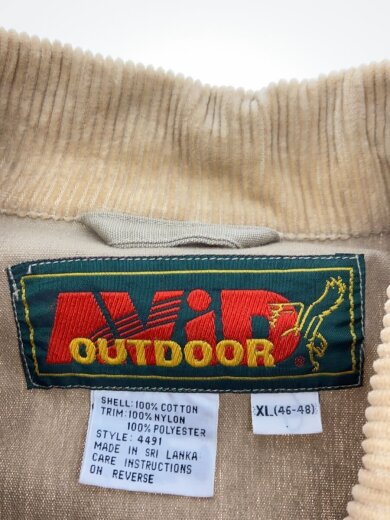 AViD
OUTDOOR
®
SHELL: 100% COTTON
TRIM: 100% NYLON
100% POLYESTER
STYLE: 4491
MADE IN SRI LANKA
CARE INSTRUCTIONS
ON REVERSE
XL (46-48)